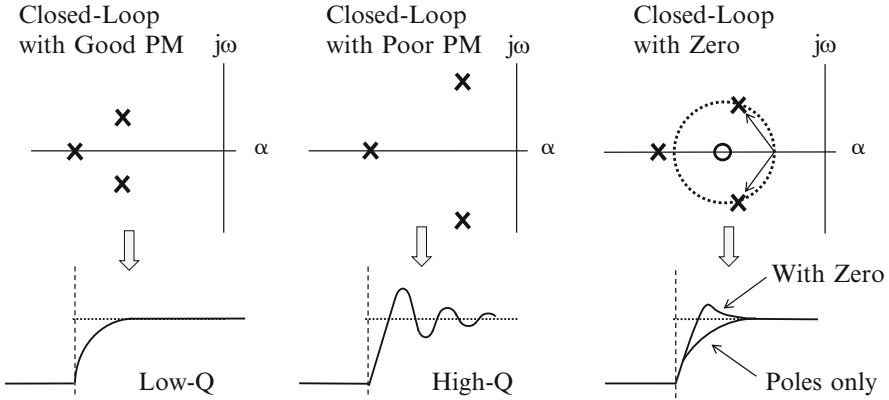 Closed-Loop
with Good PM
jω
α
Low-Q
Closed-Loop
with Poor PM
jω
α
High-Q
Closed-Loop
with Zero
jω
α
With Zero
Poles only